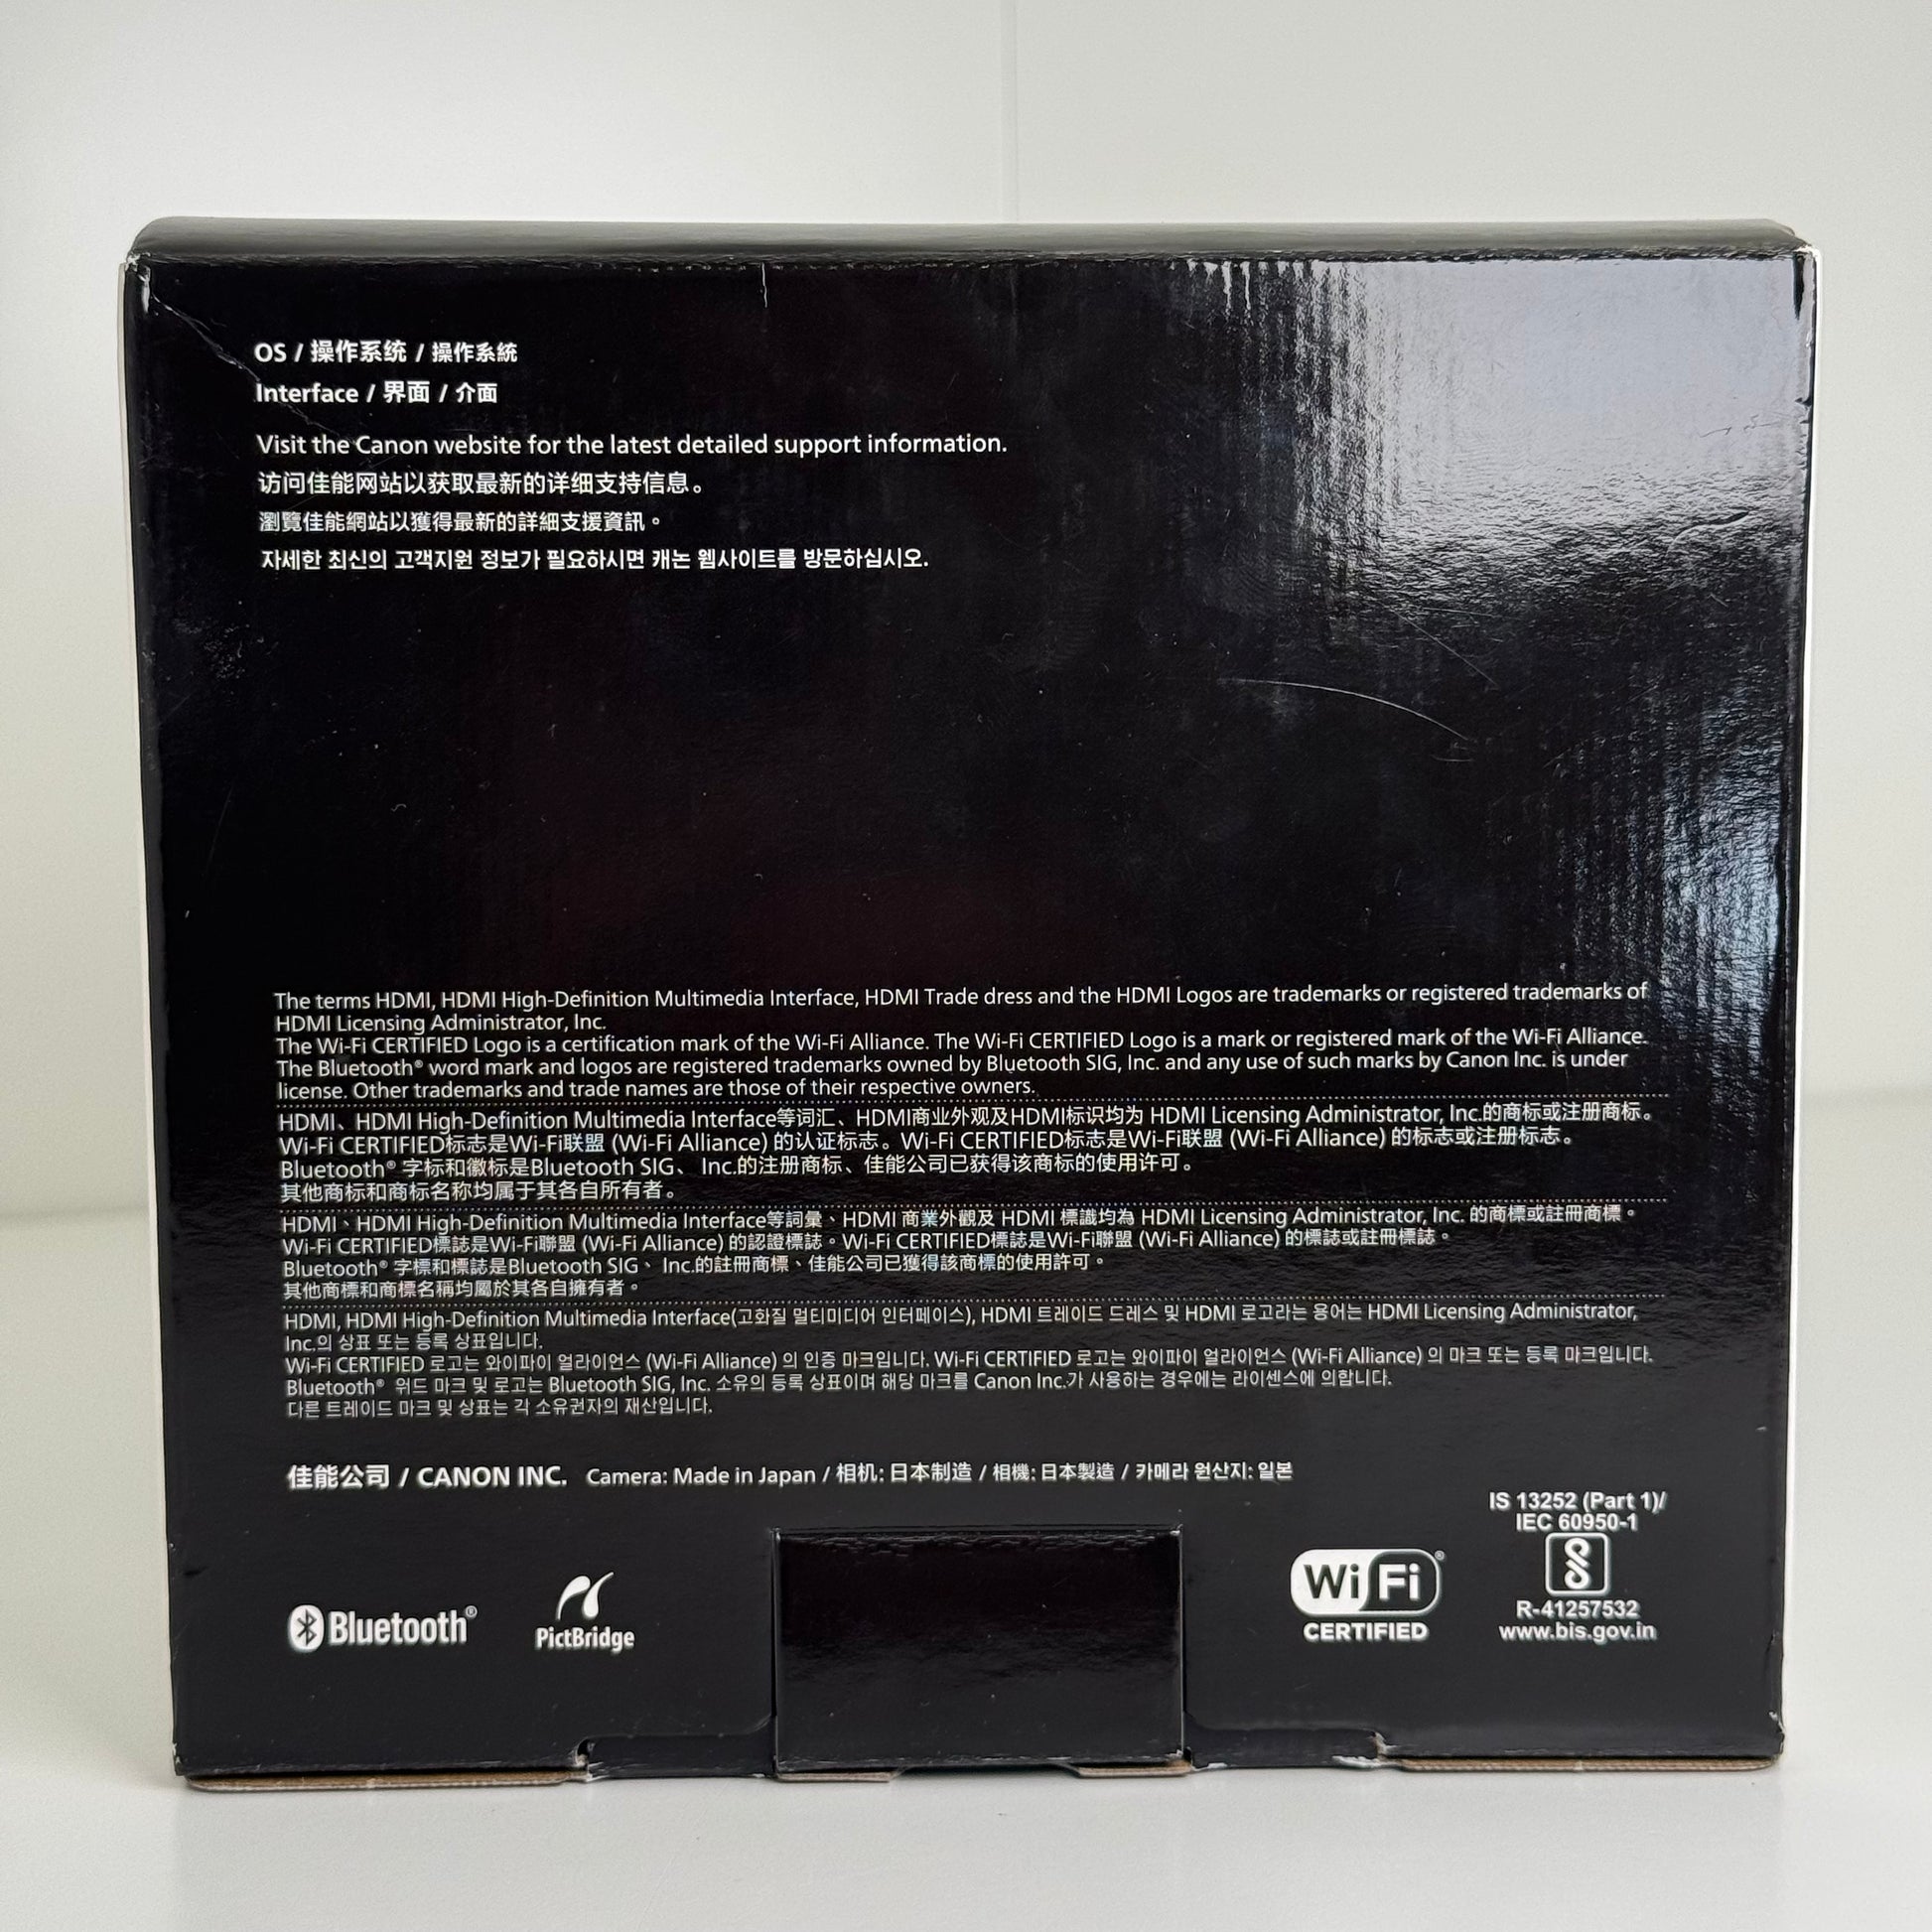 OS / 操作系统 / 操作系統
Interface / 界面 / 介面
Visit the Canon website for the latest detailed support information.
访问佳能网站以获取最新的详细支持信息。
瀏覽佳能網站以獲得最新的詳細支援資訊。
자세한 최신의 고객지원 정보가 필요하시면 캐논 웹사이트를 방문하십시오.
The terms HDMI, HDMI High-Definition Multimedia Interface, HDMI Trade dress and the HDMI Logos are trademarks or registered trademarks of
HDMI Licensing Administrator, Inc.
The Wi-Fi CERTIFIED Logo is a certification mark of the Wi-Fi Alliance. The Wi-Fi CERTIFIED Logo is a mark or registered mark of the Wi-Fi Alliance.
The Bluetooth® word mark and logos are registered trademarks owned by Bluetooth SIG, Inc. and any use of such marks by Canon Inc. is under
license. Other trademarks and trade names are those of their respective owners.
HDMI、HDMI High-Definition Multimedia Interface等词汇、HDMI商业外观及HDMI标识均为 HDMI Licensing Administrator, Inc.的商标或注册商标。
Wi-Fi CERTIFIED标志是Wi-Fi联盟 (Wi-Fi Alliance) 的认证标志。Wi-Fi CERTIFIED标志是Wi-Fi联盟 (Wi-Fi Alliance) 的标志或注册标志。
Bluetooth® 字标和徽标是Bluetooth SIG、 Inc.的注册商标、佳能公司已获得该商标的使用许可。
其他商标和商标名称均属于其各自所有者。
HDMI、HDMI High-Definition Multimedia Interface等詞彙、HDMI 商業外觀及 HDMI 標識均為 HDMI Licensing Administrator, Inc. 的商標或註冊商標。
Wi-Fi CERTIFIED標誌是Wi-Fi聯盟 (Wi-Fi Alliance) 的認證標誌。Wi-Fi CERTIFIED標誌是Wi-Fi聯盟 (Wi-Fi Alliance) 的標誌或註冊標誌。
Bluetooth® 字標和標誌是Bluetooth SIG、 Inc.的註冊商標、佳能公司已獲得該商標的使用許可。
其他商標和商標名稱均屬於其各自擁有者。
HDMI, HDMI High-Definition Multimedia Interface(고화질 멀티미디어 인터페이스), HDMI 트레이드 드레스 및 HDMI 로고라는 용어는 HDMI Licensing Administrator,
Inc.의 상표 또는 등록 상표입니다.
Wi-Fi CERTIFIED 로고는 와이파이 얼라이언스 (Wi-Fi Alliance) 의 인증 마크입니다. Wi-Fi CERTIFIED 로고는 와이파이 얼라이언스 (Wi-Fi Alliance) 의 마크 또는 등록 마크입니다.
Bluetooth® 워드 마크 및 로고는 Bluetooth SIG, Inc. 소유의 등록 상표이며 해당 마크를 Canon Inc.가 사용하는 경우에는 라이센스에 의합니다.
다른 트레이드 마크 및 상표는 각 소유권자의 재산입니다.
佳能公司 / CANON INC. Camera: Made in Japan / 相机: 日本制造 / 相機: 日本製造 / 카메라 원산지: 일본
IS 13252 (Part 1)/
IEC 60950-1
R-41257532
www.bis.gov.in
Bluetooth®
PictBridge
Wi Fi®
CERTIFIED